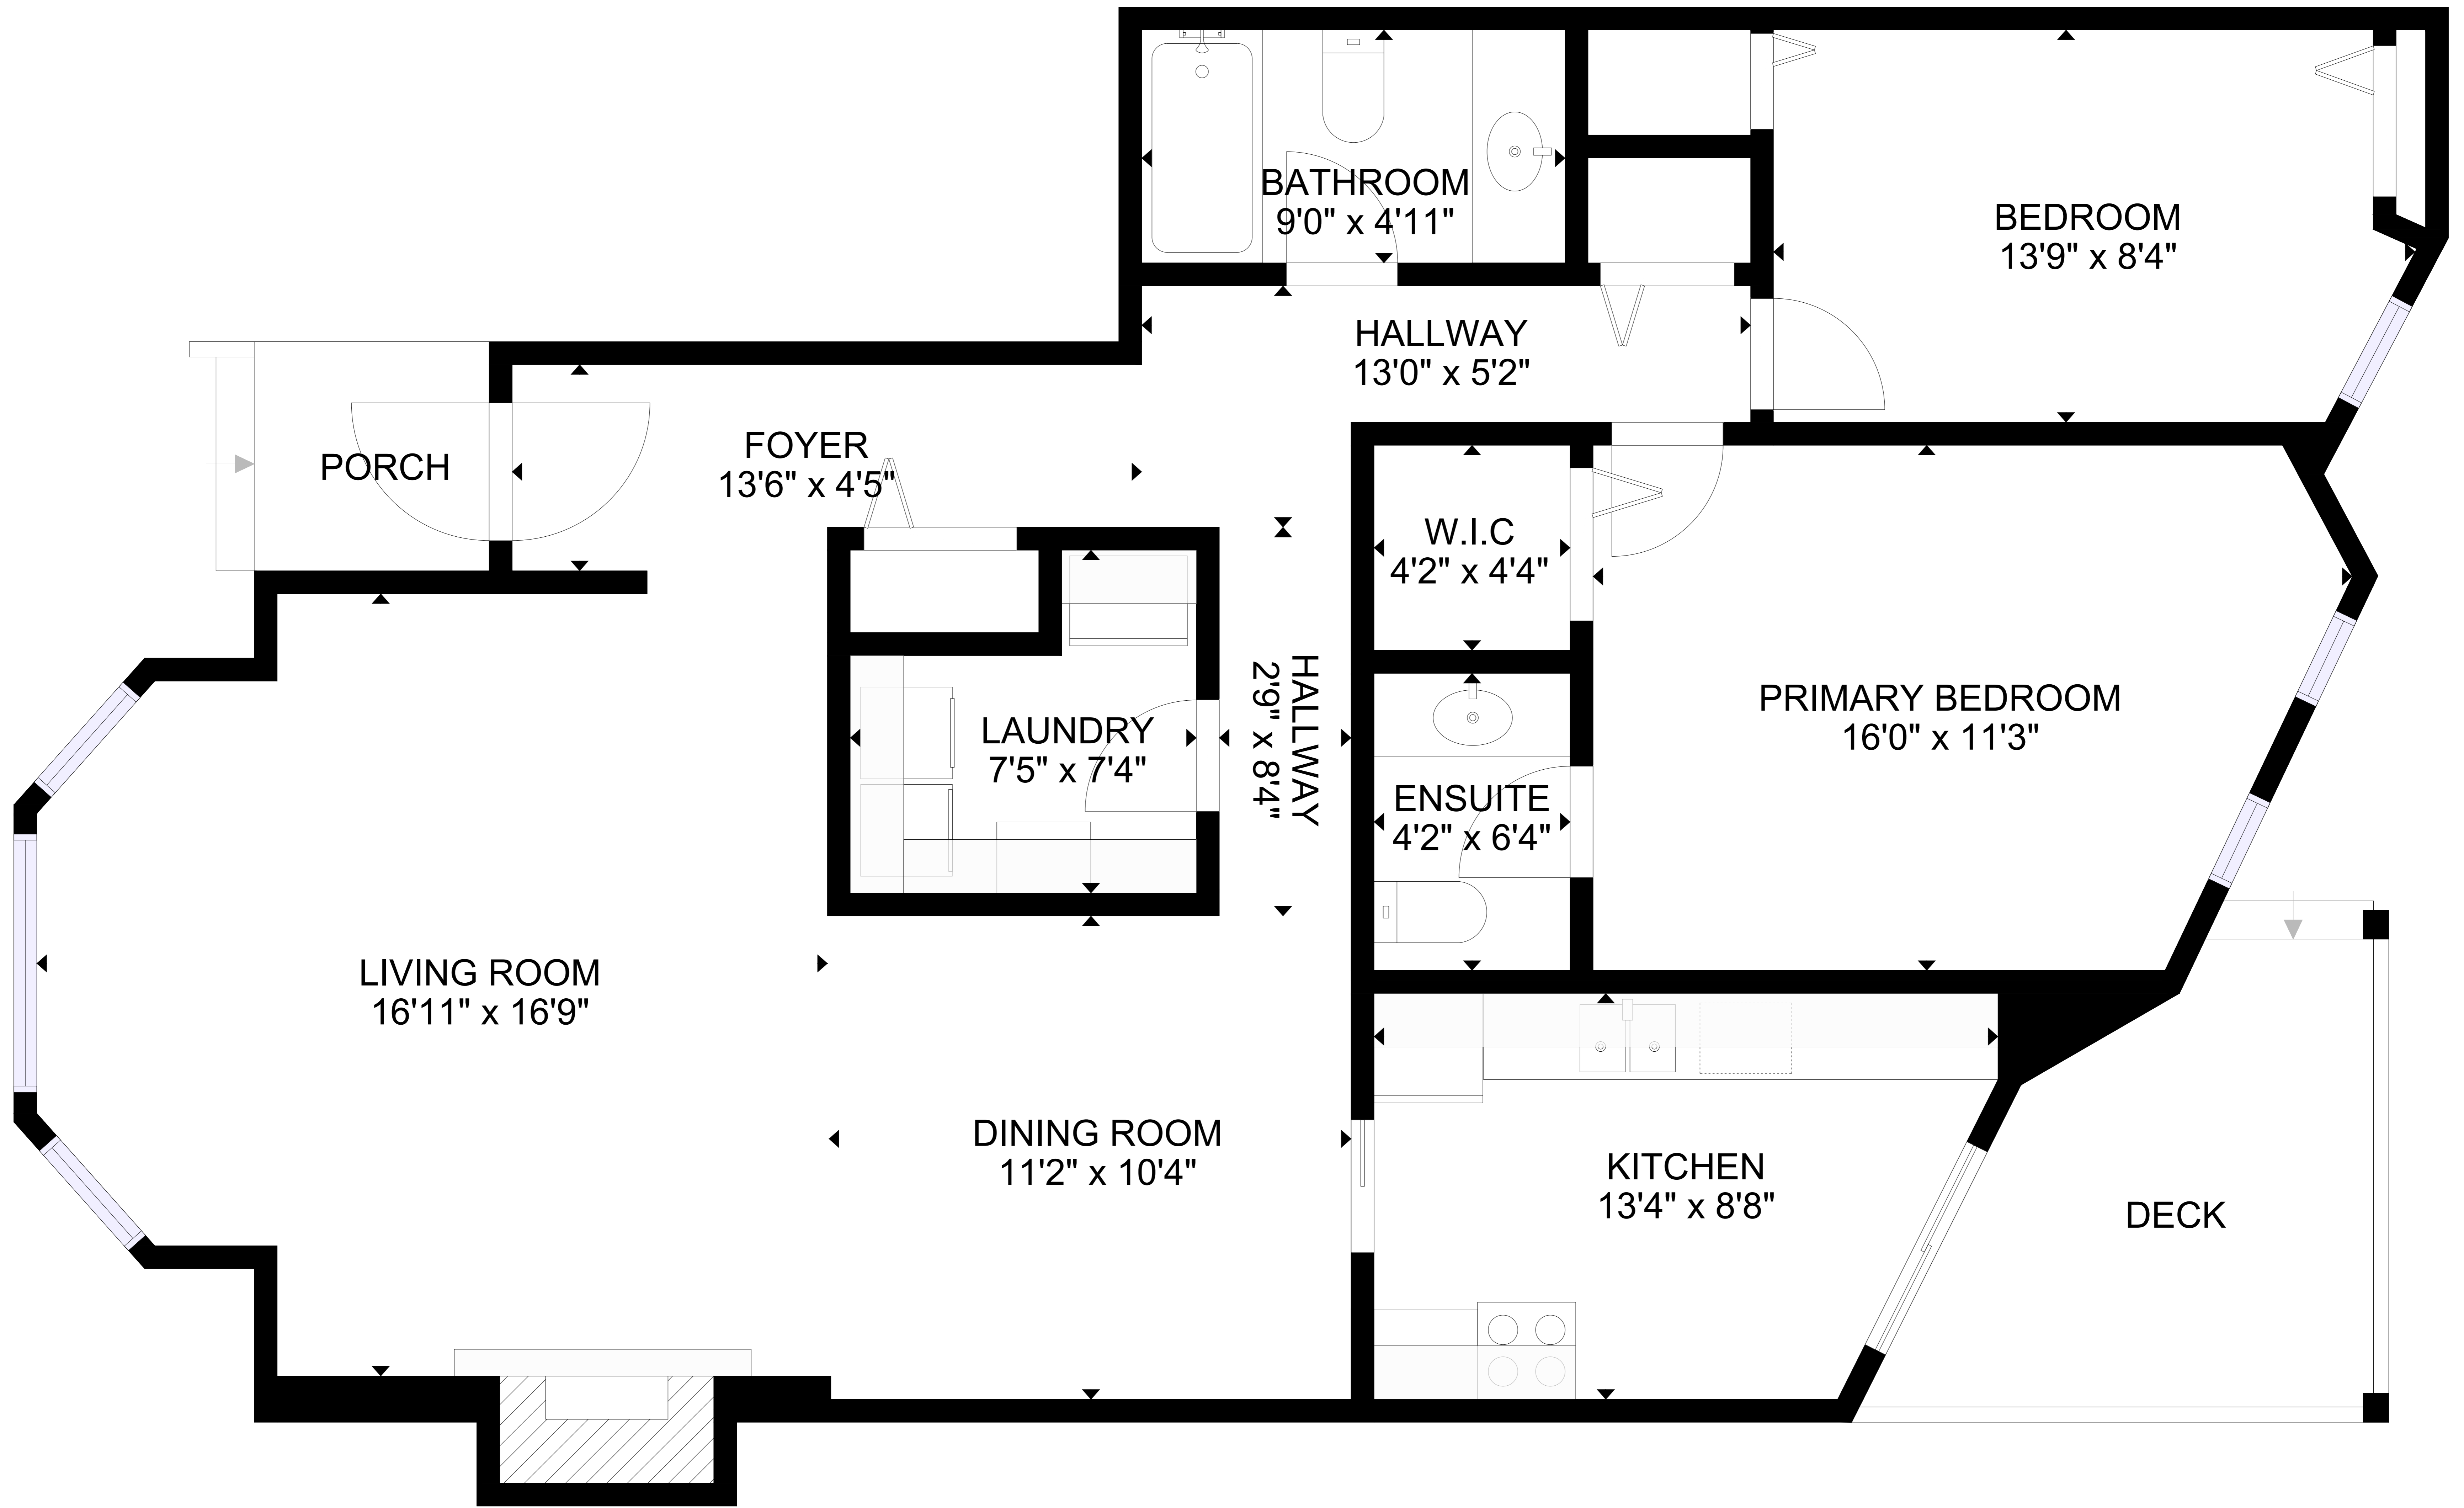 BATHROOM
9'0" x 4'11"
BEDROOM
13'9" x 8'4"
HALLWAY
13'0" x 5'2"
FOYER
13'6" x 4'5"
PORCH
W.I.C
4'2" x 4'4"
HALLWAY
2'9" x 8'4"
PRIMARY BEDROOM
16'0" x 11'3"
LAUNDRY
7'5" x 7'4"
ENSUITE
4'2" x 6'4"
LIVING ROOM
16'11" x 16'9"
DINING ROOM
11'2" x 10'4"
KITCHEN
13'4" x 8'8"
DECK